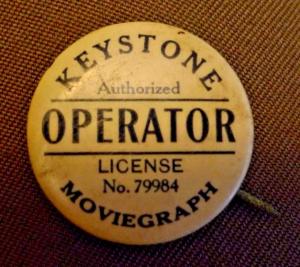 KEYSTONE
Authorized
OPERATOR
LICENSE
No. 79984
MOVIEGRAPH